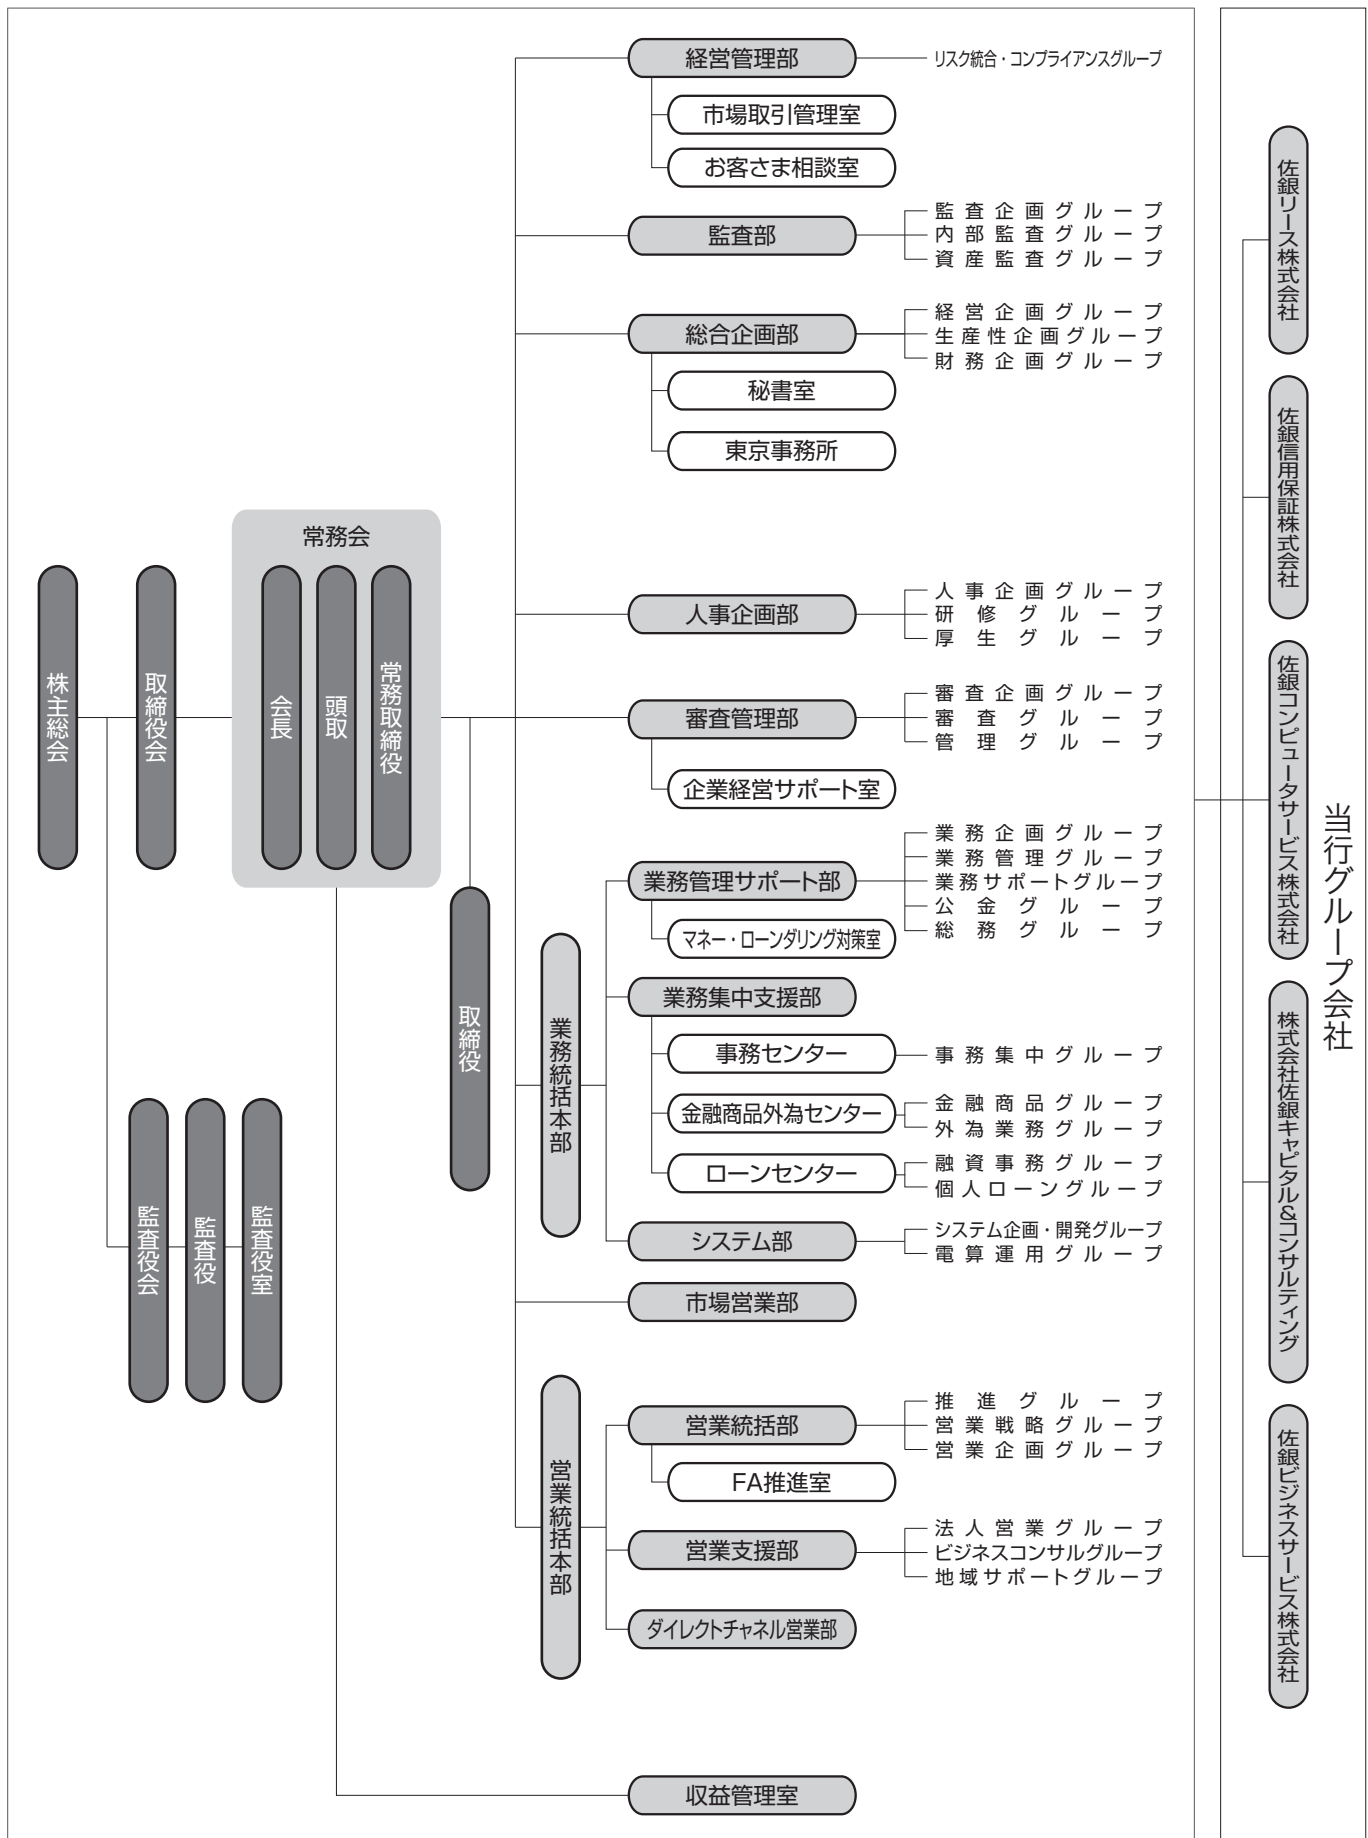 株主総会
取締役会
常務会
会長
頭取
常務取締役
取締役
監査役会
監査役
監査役室
経営管理部
リスク統合・コンプライアンスグループ
市場取引管理室
お客さま相談室
監査部
監査企画グループ
内部監査グループ
資産監査グループ
総合企画部
経営企画グループ
生産性企画グループ
財務企画グループ
秘書室
東京事務所
人事企画部
人事企画グループ
研修グループ
厚生グループ
審査管理部
審査企画グループ
審査グループ
管理グループ
企業経営サポート室
業務統括本部
業務管理サポート部
業務企画グループ
業務管理グループ
業務サポートグループ
公金グループ
総務グループ
マネー・ローンダリング対策室
業務集中支援部
事務センター
事務集中グループ
金融商品外為センター
金融商品グループ
外為業務グループ
ローンセンター
融資事務グループ
個人ローングループ
システム部
システム企画・開発グループ
電算運用グループ
市場営業部
営業統括本部
営業統括部
推進グループ
営業戦略グループ
営業企画グループ
FA推進室
営業支援部
法人営業グループ
ビジネスコンサルグループ
地域サポートグループ
ダイレクトチャネル営業部
収益管理室
当行グループ会社
佐銀リース株式会社
佐銀信用保証株式会社
佐銀コンピュータサービス株式会社
株式会社佐銀キャピタル&コンサルティング
佐銀ビジネスサービス株式会社